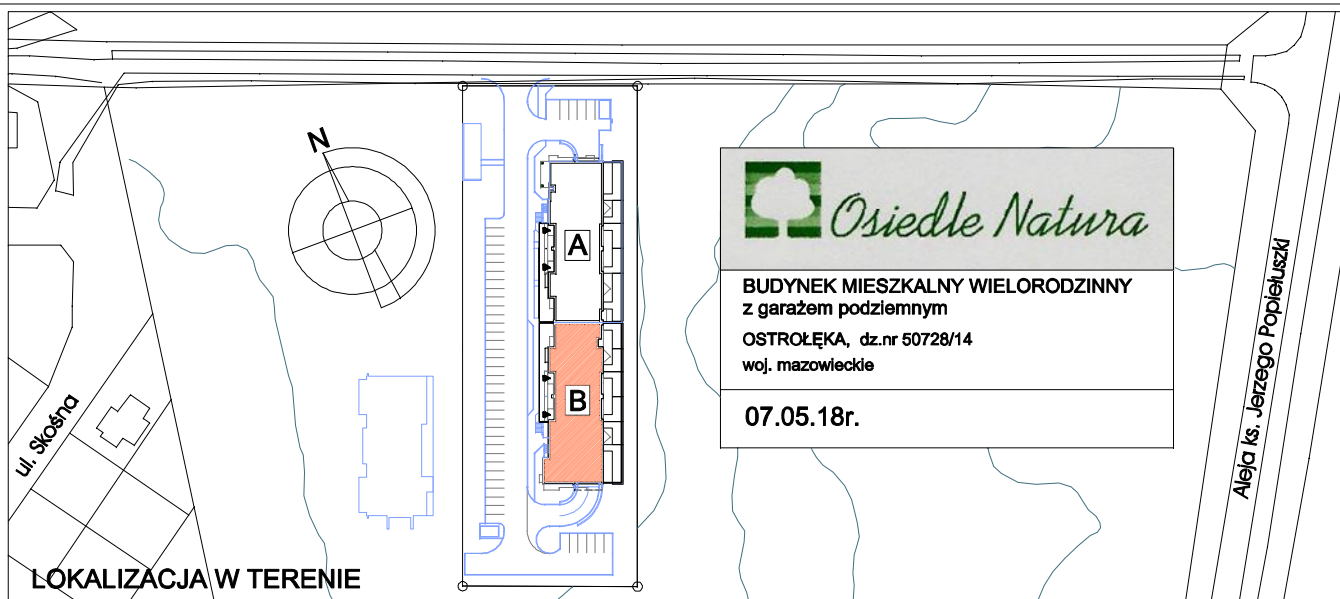 N
A
B
Osiedle Natura
BUDYNEK MIESZKALNY WIELORODZINNY
z garażem podziemnym
OSTROŁĘKA, dz.nr 50728/14
woj. mazowieckie
07.05.18r.
Aleja ks. Jerzego Popiełuszki
ul. Skośna
LOKALIZACJA W TERENIE